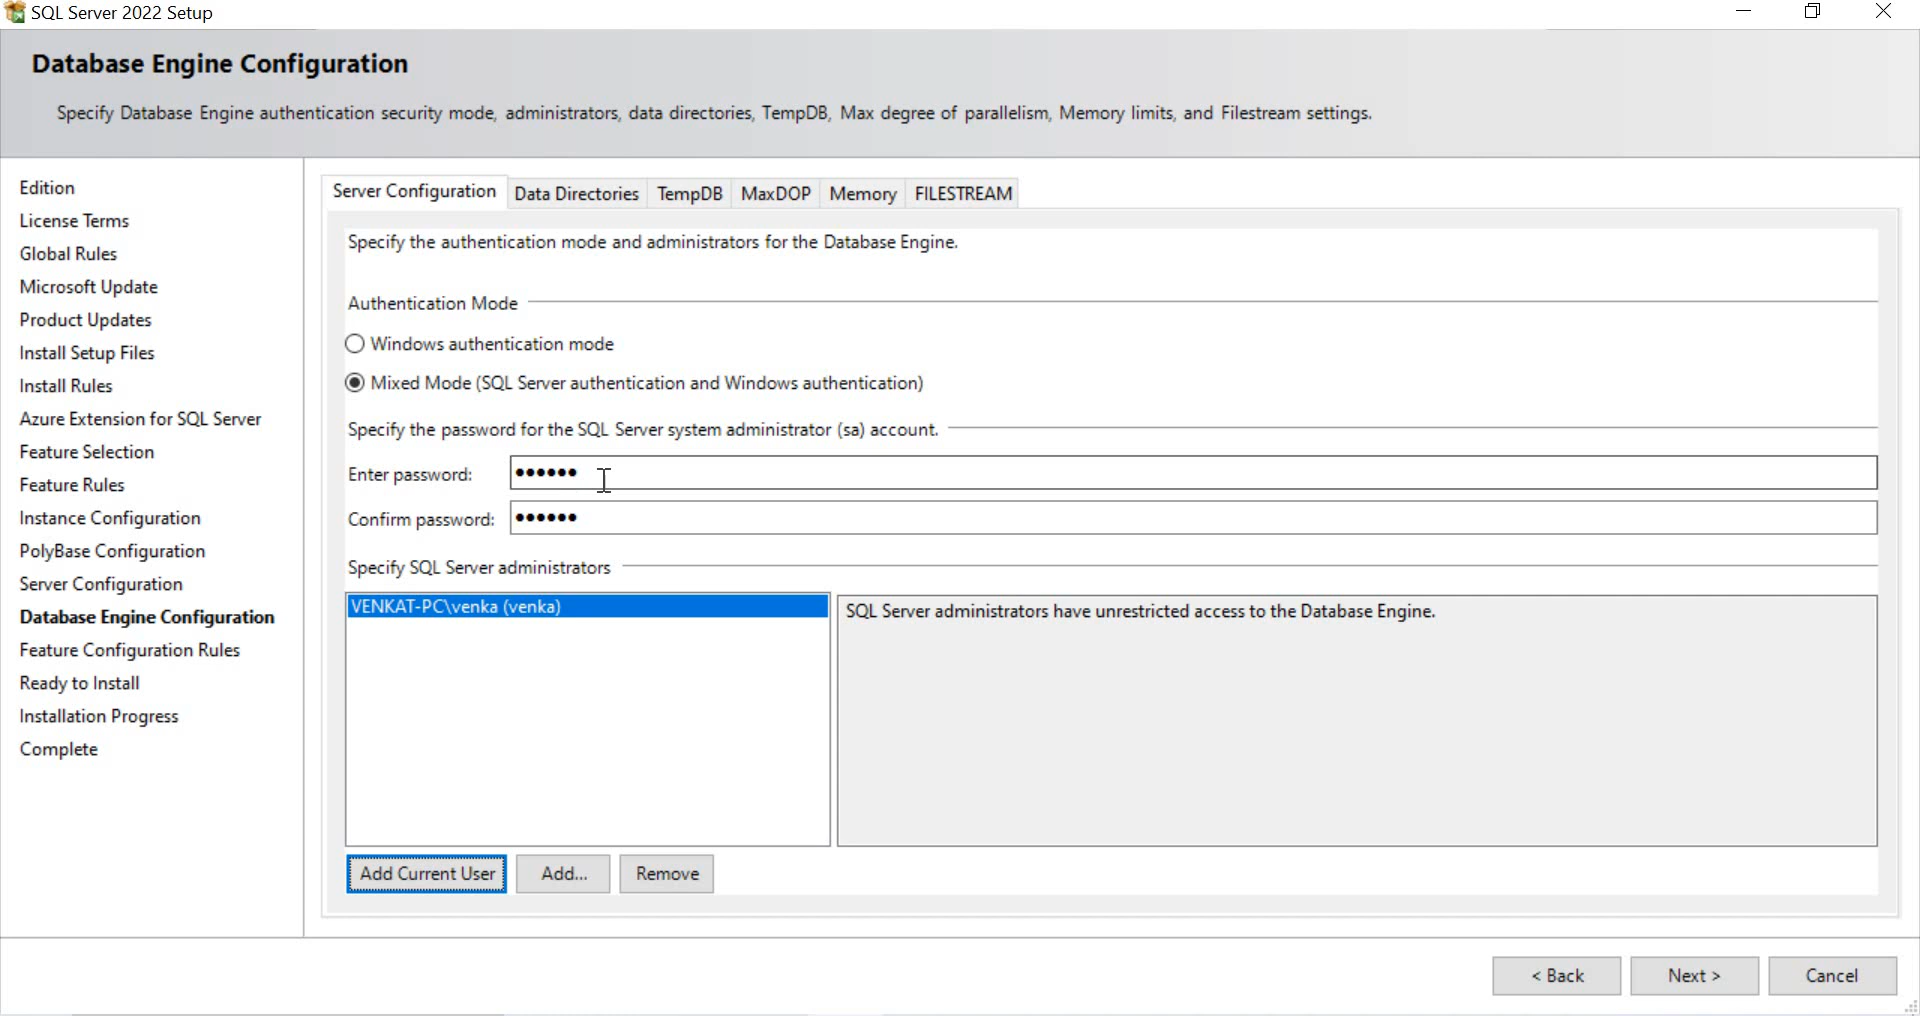 SQL Server 2022 Setup
Database Engine Configuration
Specify Database Engine authentication security mode, administrators, data directories, TempDB, Max degree of parallelism, Memory limits, and Filestream settings.
Edition
License Terms
Global Rules
Microsoft Update
Product Updates
Install Setup Files
Install Rules
Azure Extension for SQL Server
Feature Selection
Feature Rules
Instance Configuration
PolyBase Configuration
Server Configuration
Database Engine Configuration
Feature Configuration Rules
Ready to Install
Installation Progress
Complete
Server Configuration Data Directories TempDB MaxDOP Memory FILESTREAM
Specify the authentication mode and administrators for the Database Engine.
Authentication Mode
Windows authentication mode
Mixed Mode (SQL Server authentication and Windows authentication)
Specify the password for the SQL Server system administrator (sa) account.
Enter password: ●●●●●●
Confirm password: ●●●●●●
Specify SQL Server administrators
VENKAT-PC\venka (venka)
SQL Server administrators have unrestricted access to the Database Engine.
Add Current User Add... Remove
< Back Next > Cancel